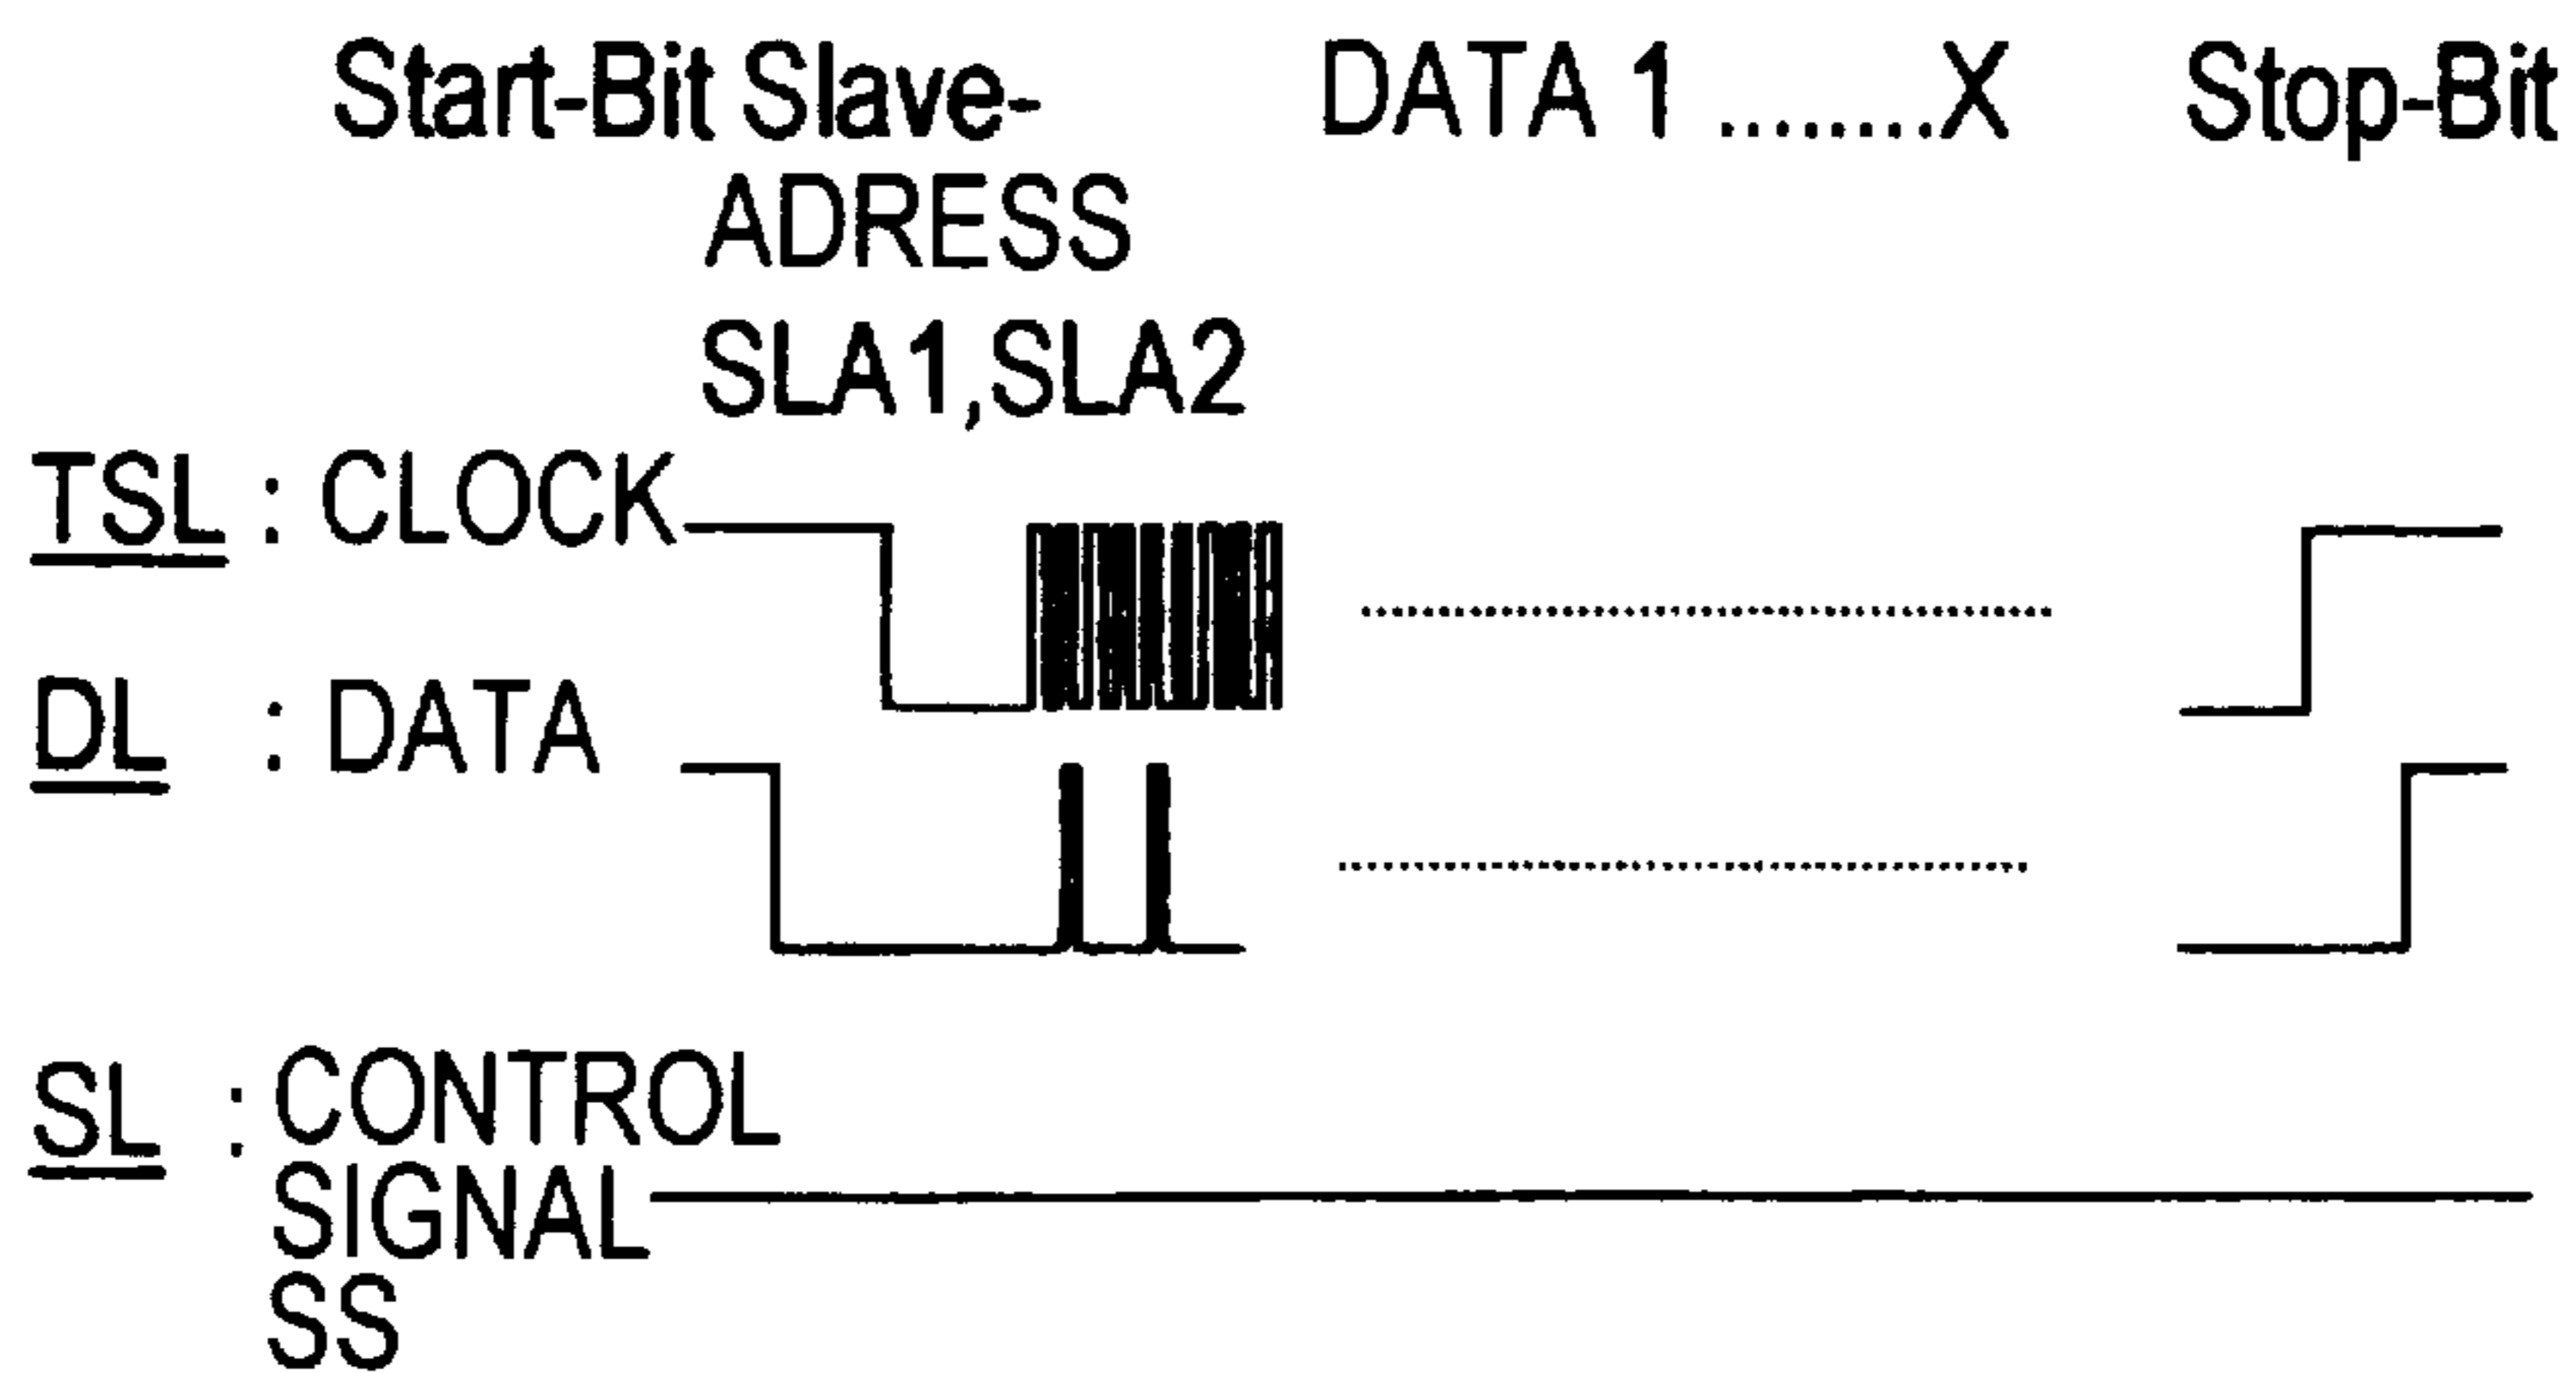 Start-Bit Slave- DATA 1 ........X Stop-Bit
ADRESS
SLA1,SLA2
TSL : CLOCK
DL : DATA
SL : CONTROL
SIGNAL
SS